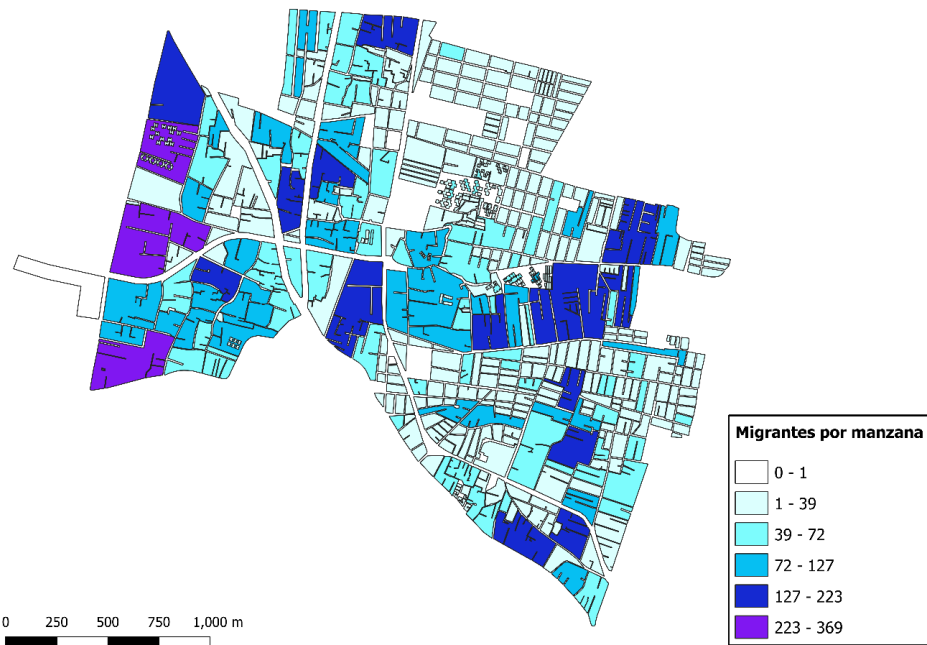 Migrantes por manzana
0 - 1
1 - 39
39 - 72
72 - 127
127 - 223
223 - 369
0 250 500 750 1,000 m